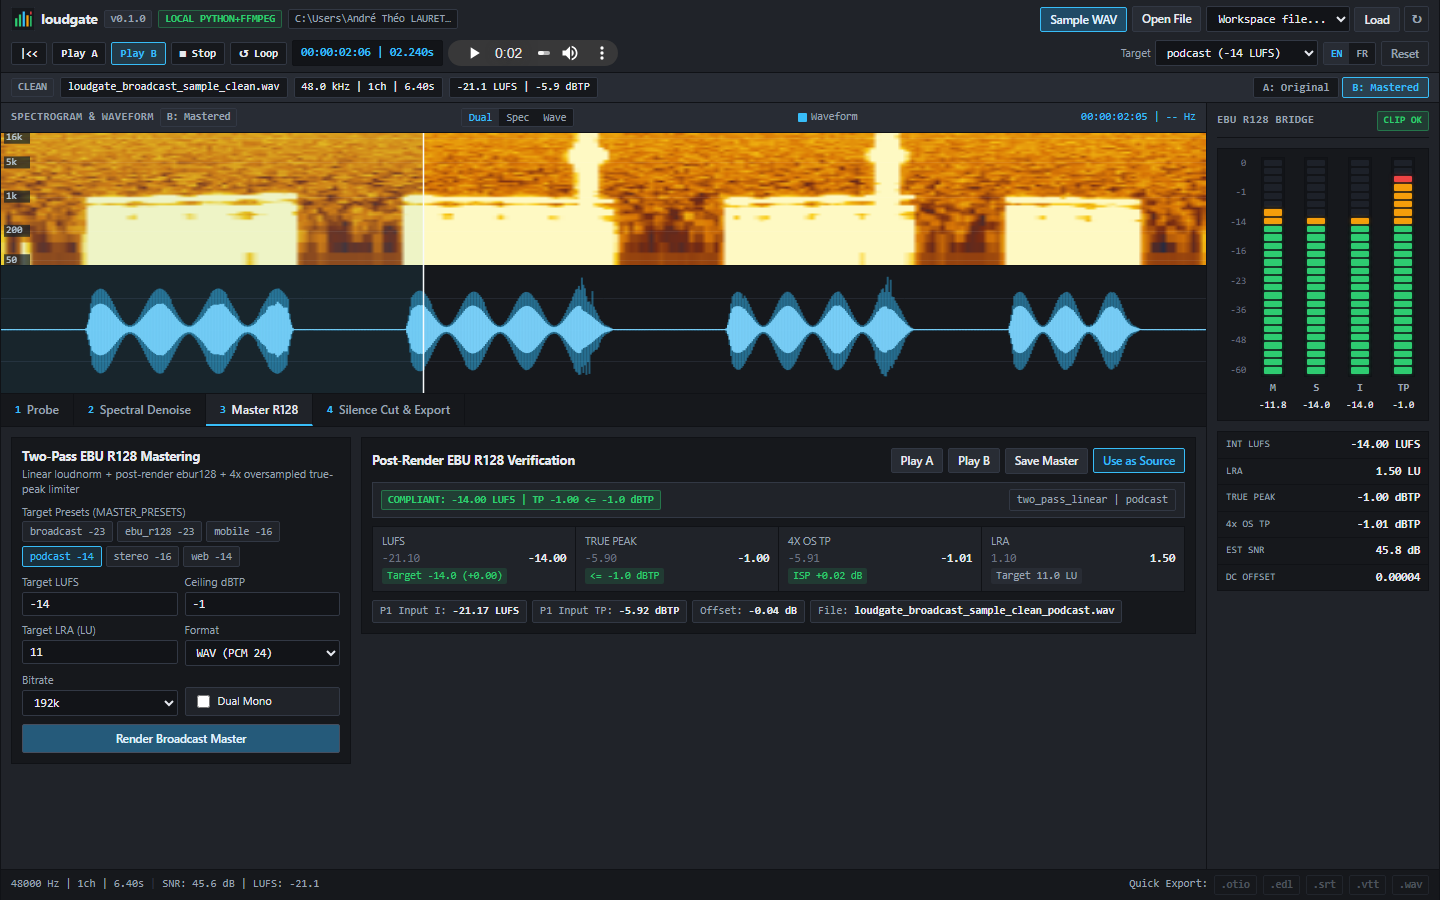 loudgate v0.1.0 LOCAL PYTHON+FFMPEG C:\Users\André Théo LAURET… Sample WAV Open File Workspace file... Load ↻
|<< Play A Play B ■ Stop ↺ Loop 00:00:02:06 | 02.240s 0:02 Target podcast (-14 LUFS) EN FR Reset
CLEAN loudgate_broadcast_sample_clean.wav 48.0 kHz | 1ch | 6.40s -21.1 LUFS | -5.9 dBTP A: Original B: Mastered
SPECTROGRAM & WAVEFORM B: Mastered Dual Spec Wave Waveform 00:00:02:05 | -- Hz
16k
5k
1k
200
50
EBU R128 BRIDGE CLIP OK
0
-1
-14
-16
-23
-36
-48
-60
M S I TP
-11.8 -14.0 -14.0 -1.0
INT LUFS -14.00 LUFS
LRA 1.50 LU
TRUE PEAK -1.00 dBTP
4x OS TP -1.01 dBTP
EST SNR 45.8 dB
DC OFFSET 0.00004
1 Probe 2 Spectral Denoise 3 Master R128 4 Silence Cut & Export
Two-Pass EBU R128 Mastering
Linear loudnorm + post-render ebur128 + 4x oversampled true-
peak limiter
Target Presets (MASTER_PRESETS)
broadcast -23 ebu_r128 -23 mobile -16
podcast -14 stereo -16 web -14
Target LUFS Ceiling dBTP
-14 -1
Target LRA (LU) Format
11 WAV (PCM 24)
Bitrate
192k Dual Mono
Render Broadcast Master
Post-Render EBU R128 Verification Play A Play B Save Master Use as Source
COMPLIANT: -14.00 LUFS | TP -1.00 <= -1.0 dBTP two_pass_linear | podcast
LUFS TRUE PEAK 4X OS TP LRA
-21.10 -14.00 -5.90 -1.00 -5.91 -1.01 1.10 1.50
Target -14.0 (+0.00) <= -1.0 dBTP ISP +0.02 dB Target 11.0 LU
P1 Input I: -21.17 LUFS P1 Input TP: -5.92 dBTP Offset: -0.04 dB File: loudgate_broadcast_sample_clean_podcast.wav
48000 Hz | 1ch | 6.40s SNR: 45.6 dB | LUFS: -21.1 Quick Export: .otio .edl .srt .vtt .wav